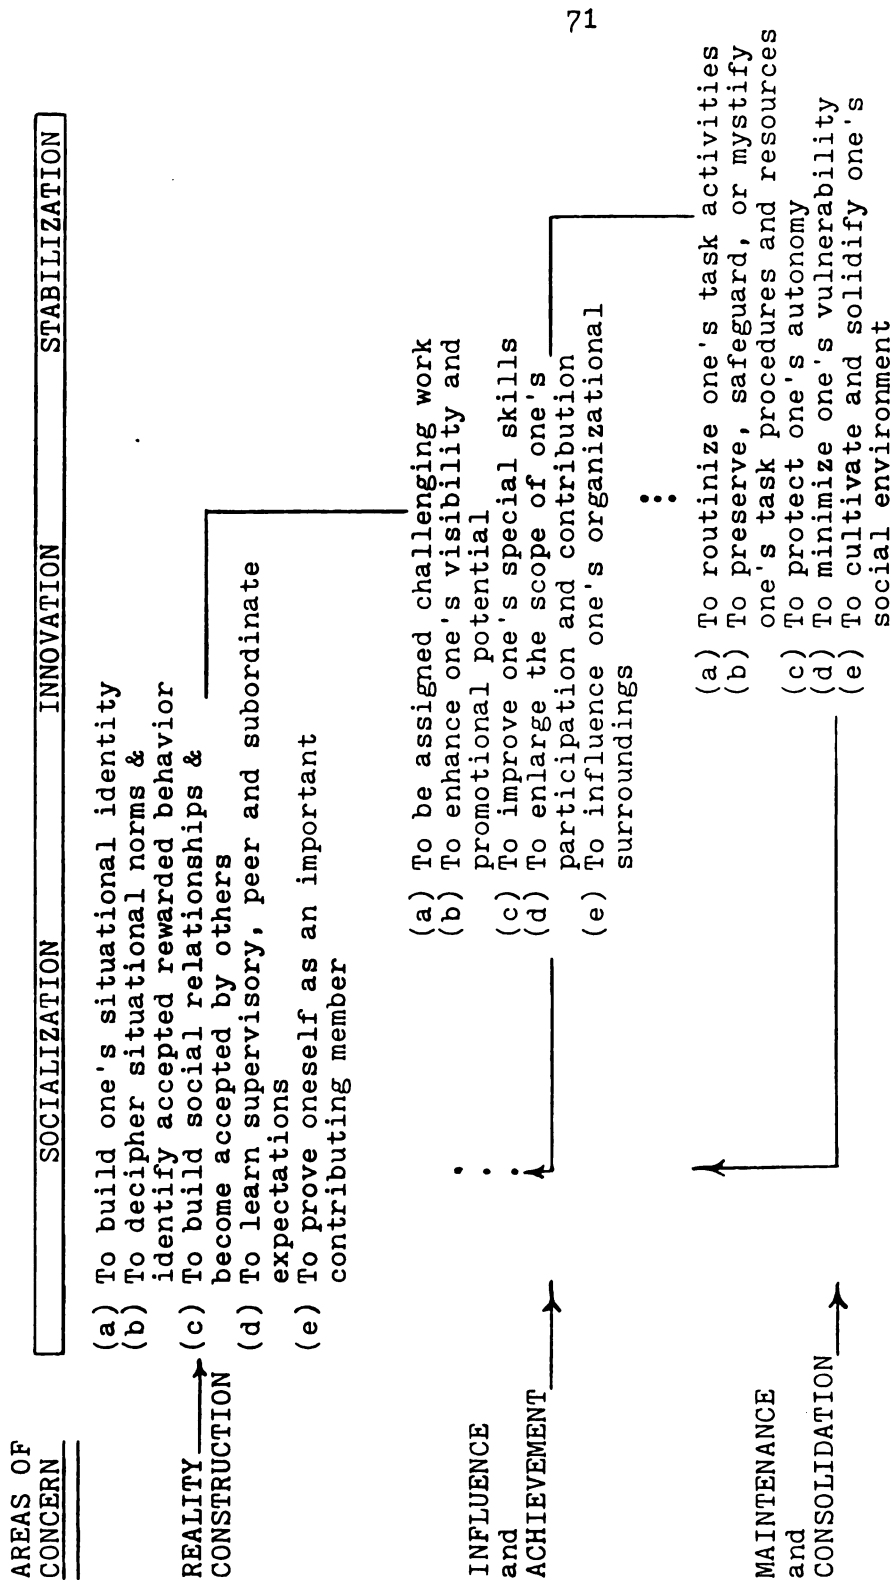 71
AREAS OF
CONCERN
SOCIALIZATION INNOVATION STABILIZATION
REALITY
CONSTRUCTION
(a) To build one's situational identity
(b) To decipher situational norms &
identify accepted rewarded behavior
(c) To build social relationships &
become accepted by others
(d) To learn supervisory, peer and subordinate
expectations
(e) To prove oneself as an important
contributing member
INFLUENCE
and
ACHIEVEMENT
(a) To be assigned challenging work
(b) To enhance one's visibility and
promotional potential
(c) To improve one's special skills
(d) To enlarge the scope of one's
participation and contribution
(e) To influence one's organizational
surroundings
MAINTENANCE
and
CONSOLIDATION
(a) To routinize one's task activities
(b) To preserve, safeguard, or mystify
one's task procedures and resources
(c) To protect one's autonomy
(d) To minimize one's vulnerability
(e) To cultivate and solidify one's
social environment